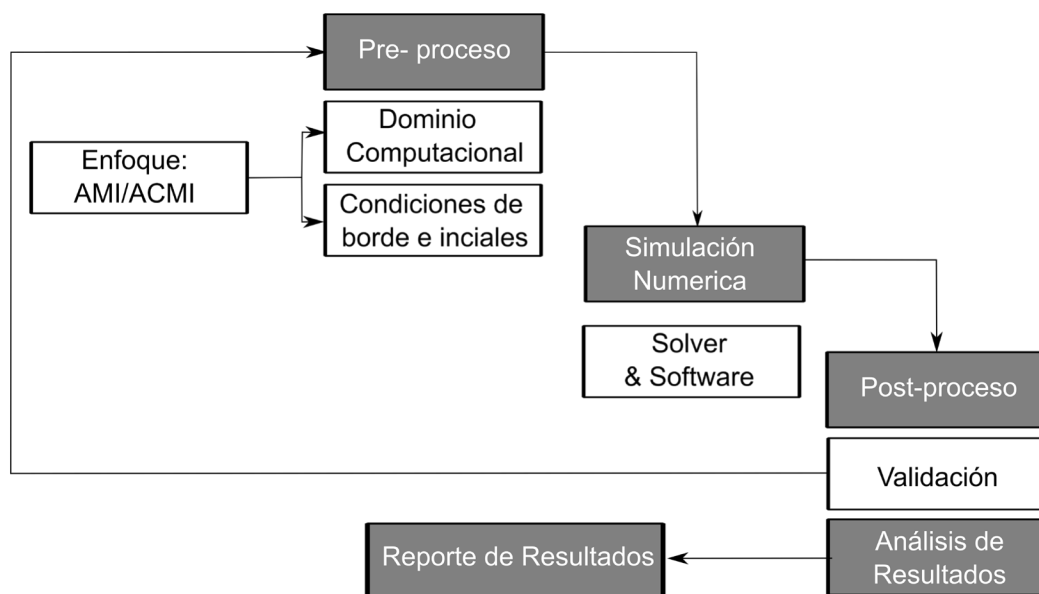 Pre- proceso
Dominio
Computacional
Enfoque:
AMI/ACMI
Condiciones de
borde e inciales
Simulación
Numerica
Solver
& Software
Post-proceso
Validación
Análisis de
Resultados
Reporte de Resultados